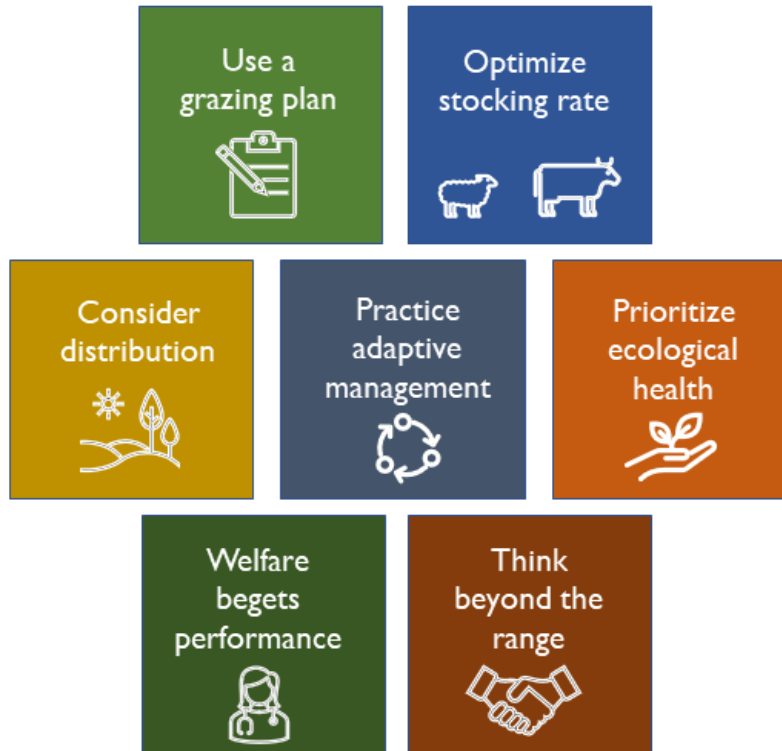 Use a
grazing plan
Optimize
stocking rate
Consider
distribution
Practice
adaptive
management
Prioritize
ecological
health
Welfare
begets
performance
Think
beyond the
range